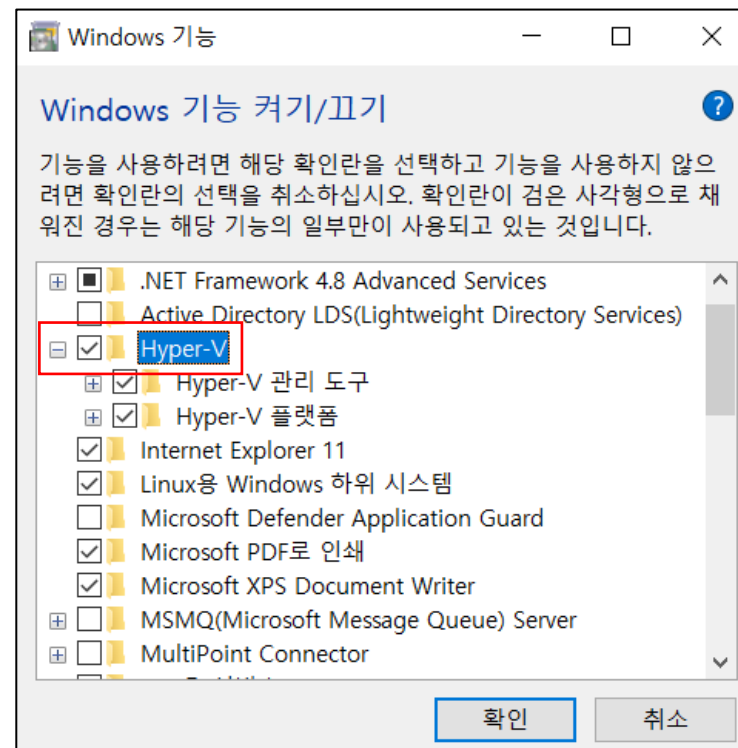 Windows 기능
Windows 기능 켜기/끄기
기능을 사용하려면 해당 확인란을 선택하고 기능을 사용하지 않으
려면 확인란의 선택을 취소하십시오. 확인란이 검은 사각형으로 채
워진 경우는 해당 기능의 일부만이 사용되고 있는 것입니다.
.NET Framework 4.8 Advanced Services
Active Directory LDS(Lightweight Directory Services)
Hyper-V
Hyper-V 관리 도구
Hyper-V 플랫폼
Internet Explorer 11
Linux용 Windows 하위 시스템
Microsoft Defender Application Guard
Microsoft PDF로 인쇄
Microsoft XPS Document Writer
MSMQ(Microsoft Message Queue) Server
MultiPoint Connector
확인
취소